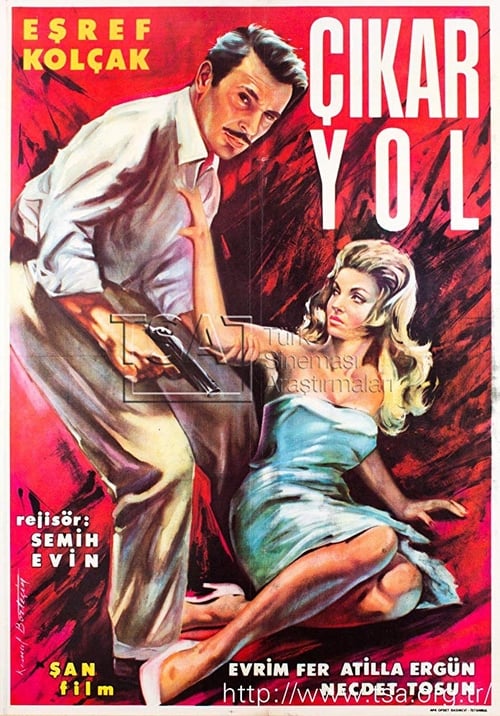 EŞREF
KOLÇAK
ÇIKAR
YOL
TSA
Türk
Sineması
Araştırmaları
rejisör:
SEMİH
EVİN
ŞAN
film
EVRİM FER ATİLLA ERGÜN
NECDET TOSUN
http://www.tsa.org.tr/